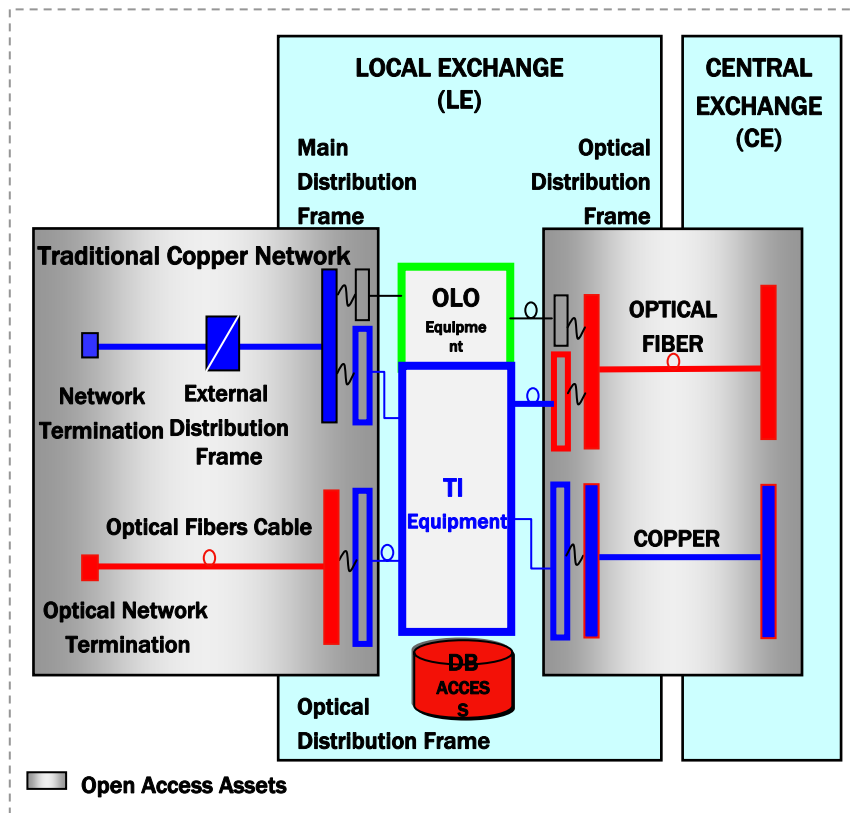 LOCAL EXCHANGE
(LE)
CENTRAL
EXCHANGE
(CE)
Main
Distribution
Frame
Optical
Distribution
Frame
Traditional Copper Network
OLO
Equipme
nt
OPTICAL
FIBER
Network
Termination
External
Distribution
Frame
TI
Equipment
Optical Fibers Cable
COPPER
Optical Network
Termination
DB
ACCES
S
Optical
Distribution Frame
Open Access Assets